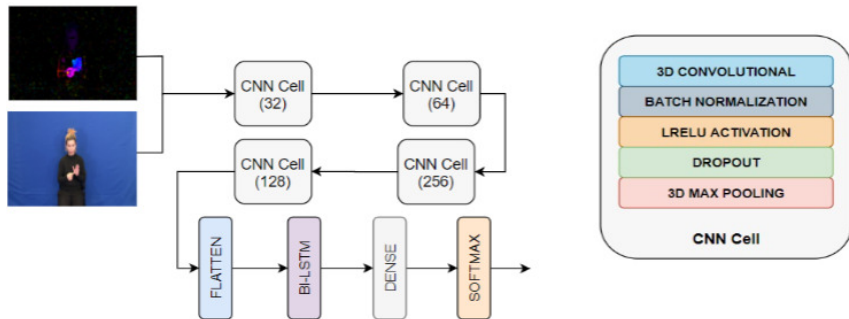 CNN Cell
(32)
CNN Cell
(64)
CNN Cell
(128)
CNN Cell
(256)
FLATTEN
BI-LSTM
DENSE
SOFTMAX
3D CONVOLUTIONAL
BATCH NORMALIZATION
LRELU ACTIVATION
DROPOUT
3D MAX POOLING
CNN Cell